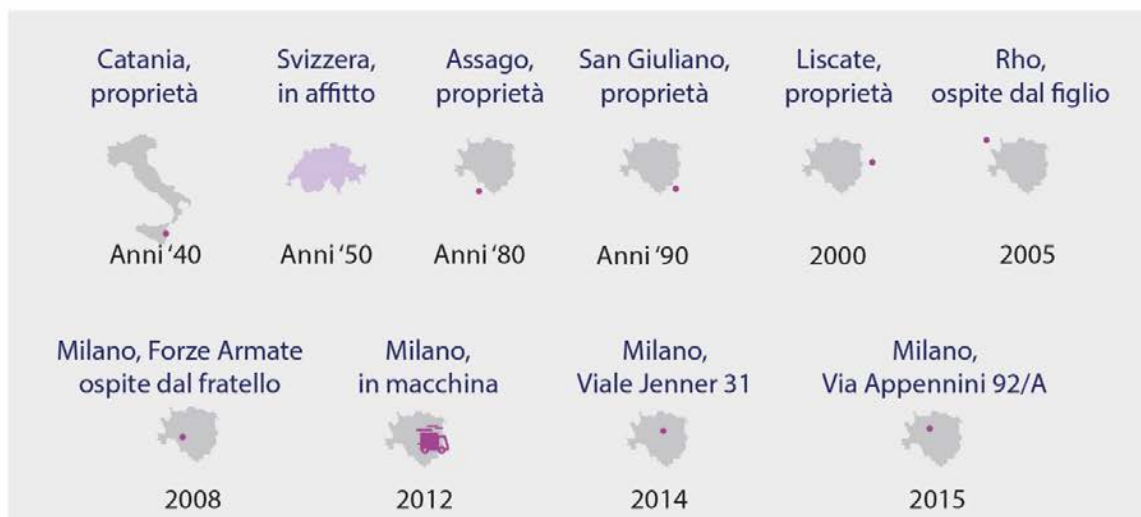 Catania,
proprietà
Svizzera,
in affitto
Assago,
proprietà
San Giuliano,
proprietà
Liscate,
proprietà
Rho,
ospite dal figlio
Anni ‘40
Anni ‘50
Anni ‘80
Anni ‘90
2000
2005
Milano, Forze Armate
ospite dal fratello
Milano,
in macchina
Milano,
Viale Jenner 31
Milano,
Via Appennini 92/A
2008
2012
2014
2015